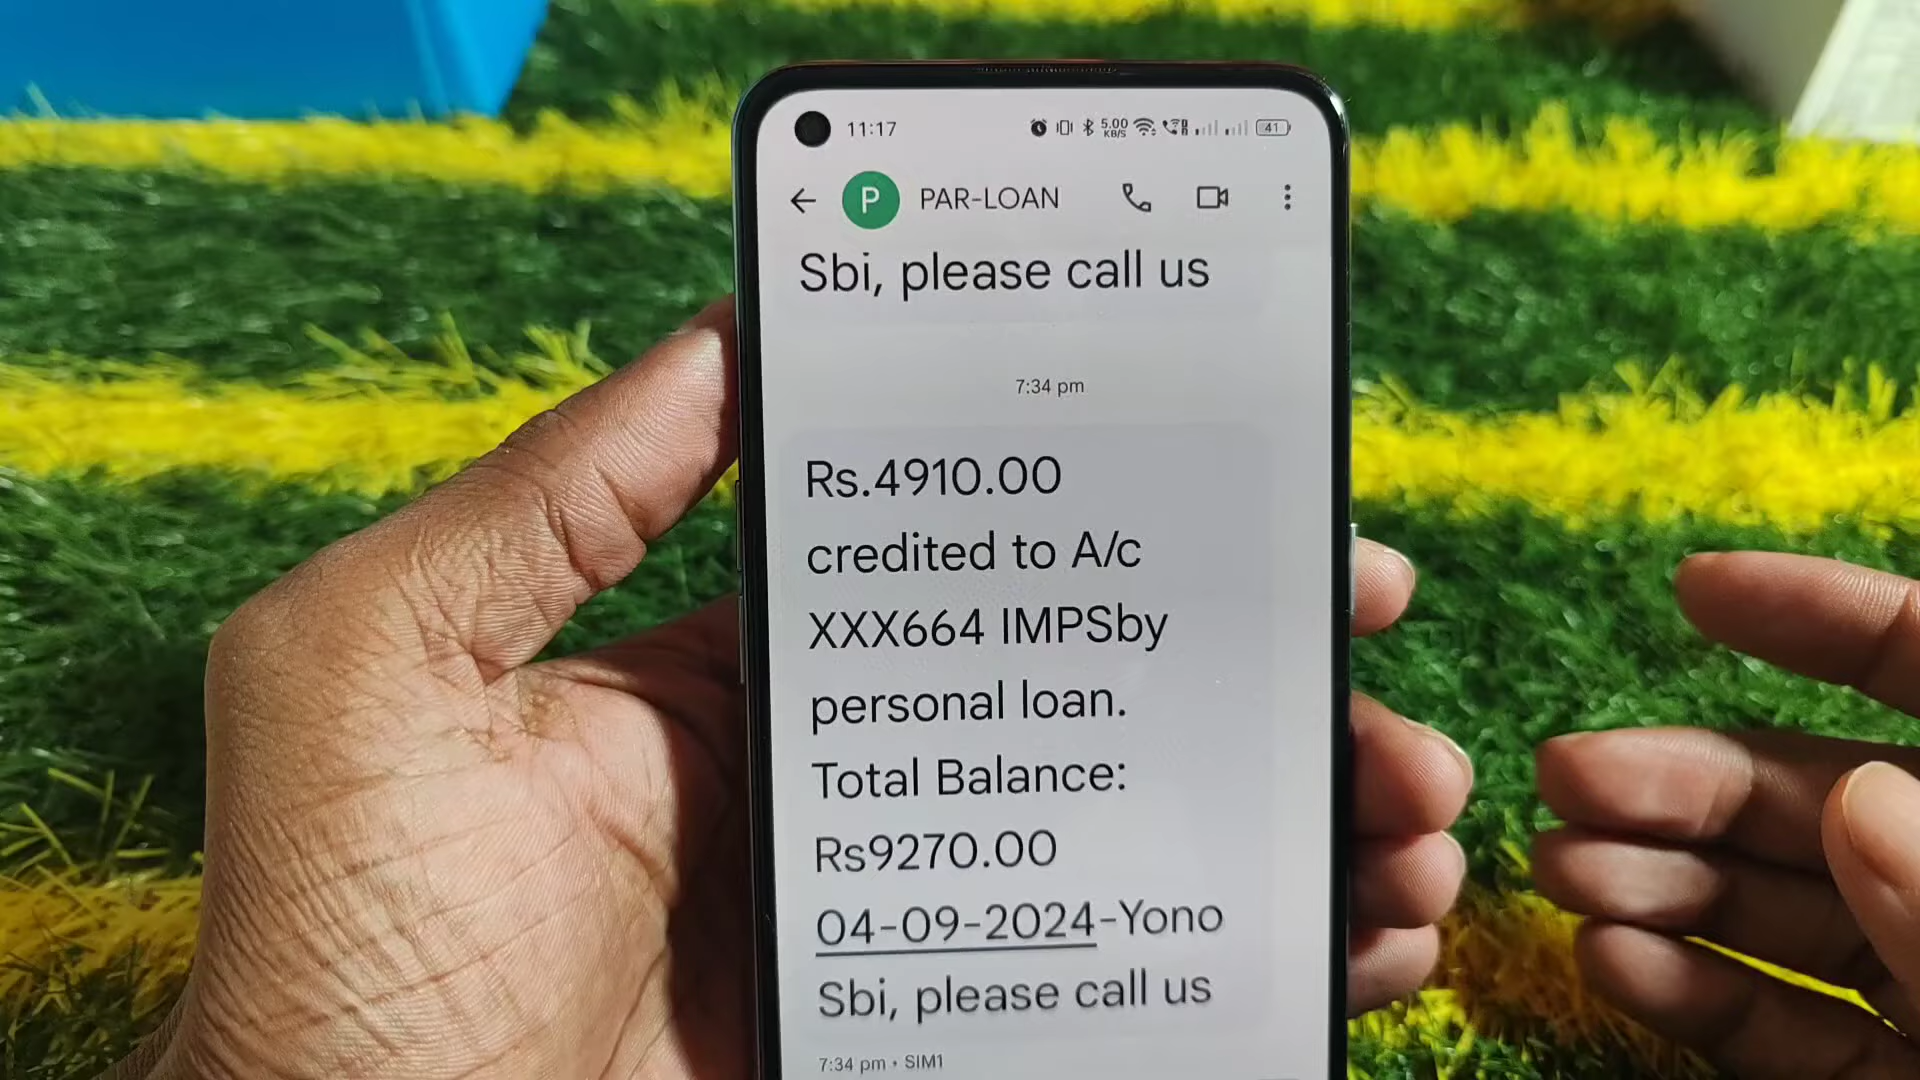 11:17
5.00
KB/S
41
P
PAR-LOAN
Sbi, please call us
7:34 pm
Rs.4910.00
credited to A/c
XXX664 IMPSby
personal loan.
Total Balance:
Rs9270.00
04-09-2024-Yono
Sbi, please call us
7:34 pm • SIM1